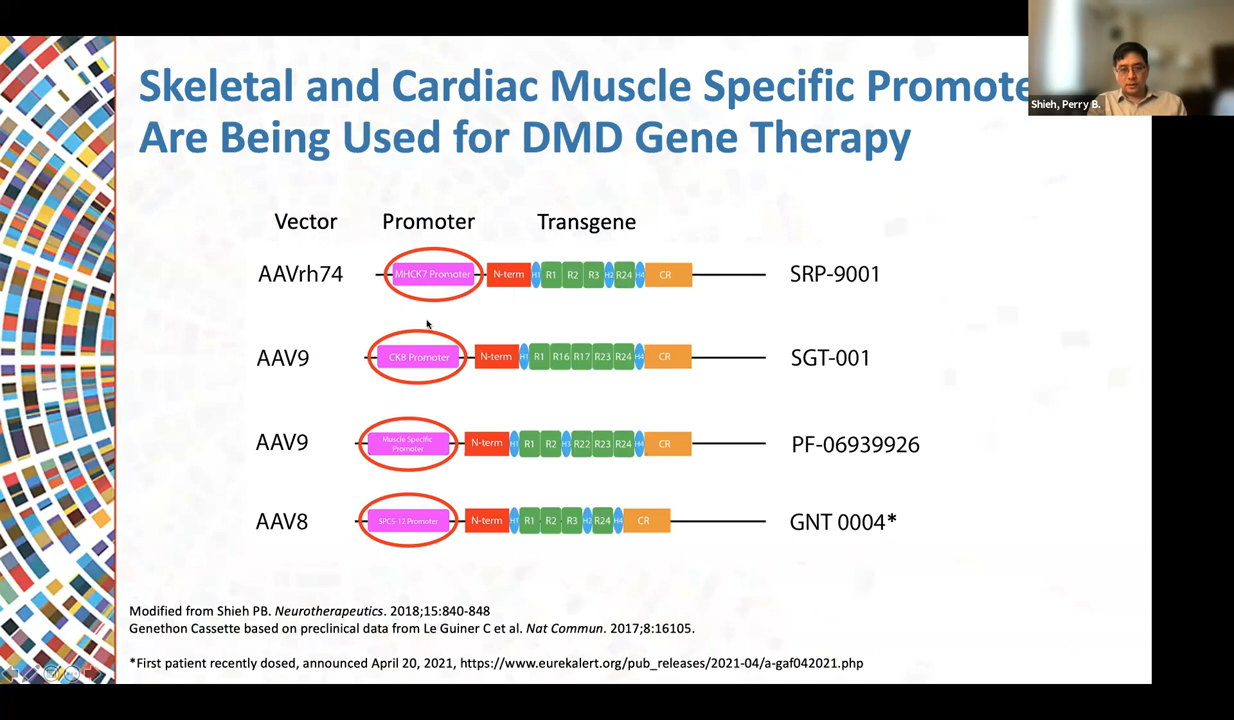 Skeletal and Cardiac Muscle Specific Promote
Are Being Used for DMD Gene Therapy
Shieh, Perry B.
Vector Promoter Transgene
AAVrh74 MHCK7 Promoter N-term H1 R1 R2 R3 H2 R24 H4 CR SRP-9001
AAV9 CK8 Promoter N-term H1 R1 R16 R17 R23 R24 H4 CR SGT-001
AAV9 Muscle Specific
Promoter N-term H1 R1 R2 H3 R22 R23 R24 H4 CR PF-06939926
AAV8 SPCS-12 Promoter N-term H1 R1 R2 R3 H2 R24 H4 CR GNT 0004*
Modified from Shieh PB. Neurotherapeutics. 2018;15:840-848
Genethon Cassette based on preclinical data from Le Guiner C et al. Nat Commun. 2017;8:16105.
*First patient recently dosed, announced April 20, 2021, https://www.eurekalert.org/pub_releases/2021-04/a-gaf042021.php